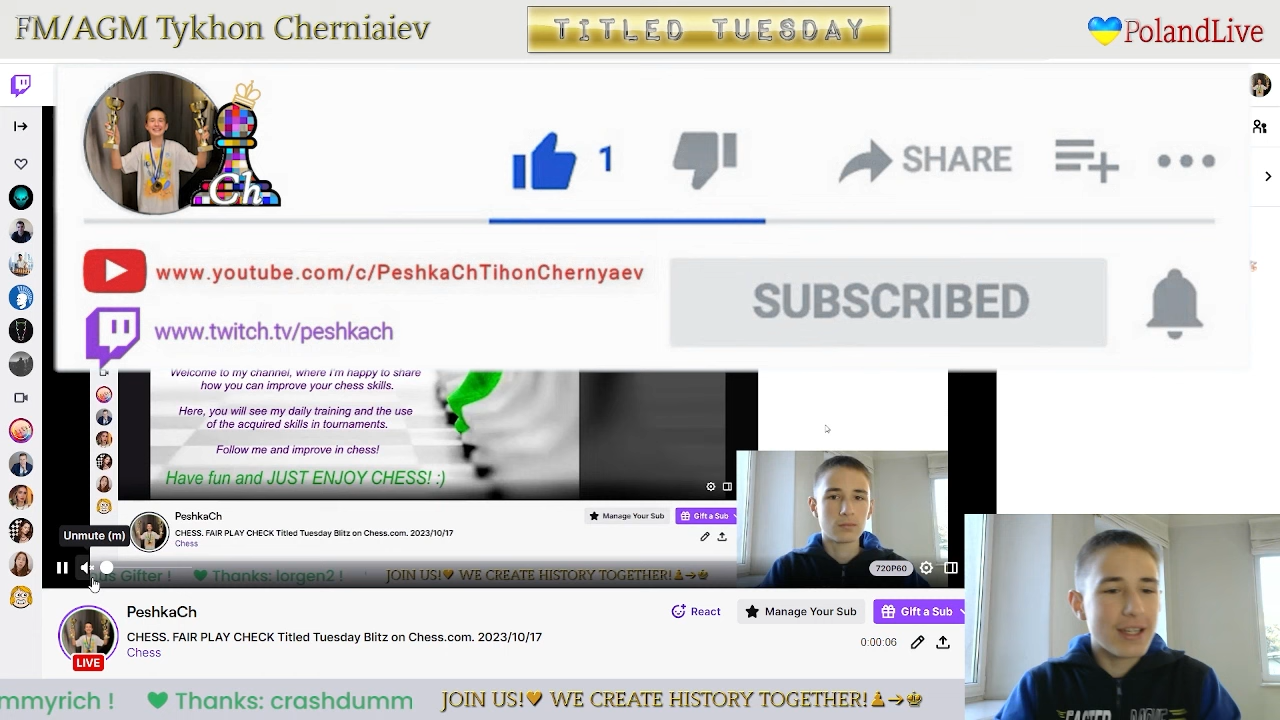 FM/AGM Tykhon Cherniaiev
TITLED TUESDAY
PolandLive
Ch
1
SHARE
www.youtube.com/c/PeshkaChTihonChernyaev
SUBSCRIBED
www.twitch.tv/peshkach
Welcome to my channel, where I'm happy to share
how you can improve your chess skills.
Here, you will see my daily training and the use
of the acquired skills in tournaments.
Follow me and improve in chess!
Have fun and JUST ENJOY CHESS! :)
PeshkaCh
Manage Your Sub
Gift a Sub
CHESS. FAIR PLAY CHECK Titled Tuesday Blitz on Chess.com. 2023/10/17
Chess
Unmute (m)
us Gifter !
Thanks: lorgen2 !
JOIN US! WE CREATE HISTORY TOGETHER!
720P60
PeshkaCh
React
Manage Your Sub
Gift a Sub
CHESS. FAIR PLAY CHECK Titled Tuesday Blitz on Chess.com. 2023/10/17
0:00:06
Chess
LIVE
mmyrich !
Thanks: crashdumm
JOIN US! WE CREATE HISTORY TOGETHER!